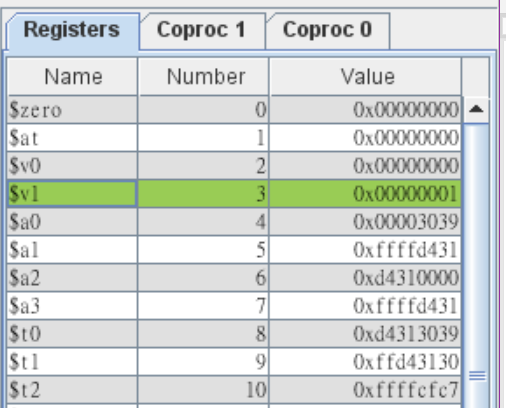 Registers Coproc 1 Coproc 0
Name Number Value
$zero 0 0x00000000
$at 1 0x00000000
$v0 2 0x00000000
$v1 3 0x00000001
$a0 4 0x00003039
$a1 5 0xffffd431
$a2 6 0xd4310000
$a3 7 0xffffd431
$t0 8 0xd4313039
$t1 9 0xffd43130
$t2 10 0xffffcfc7